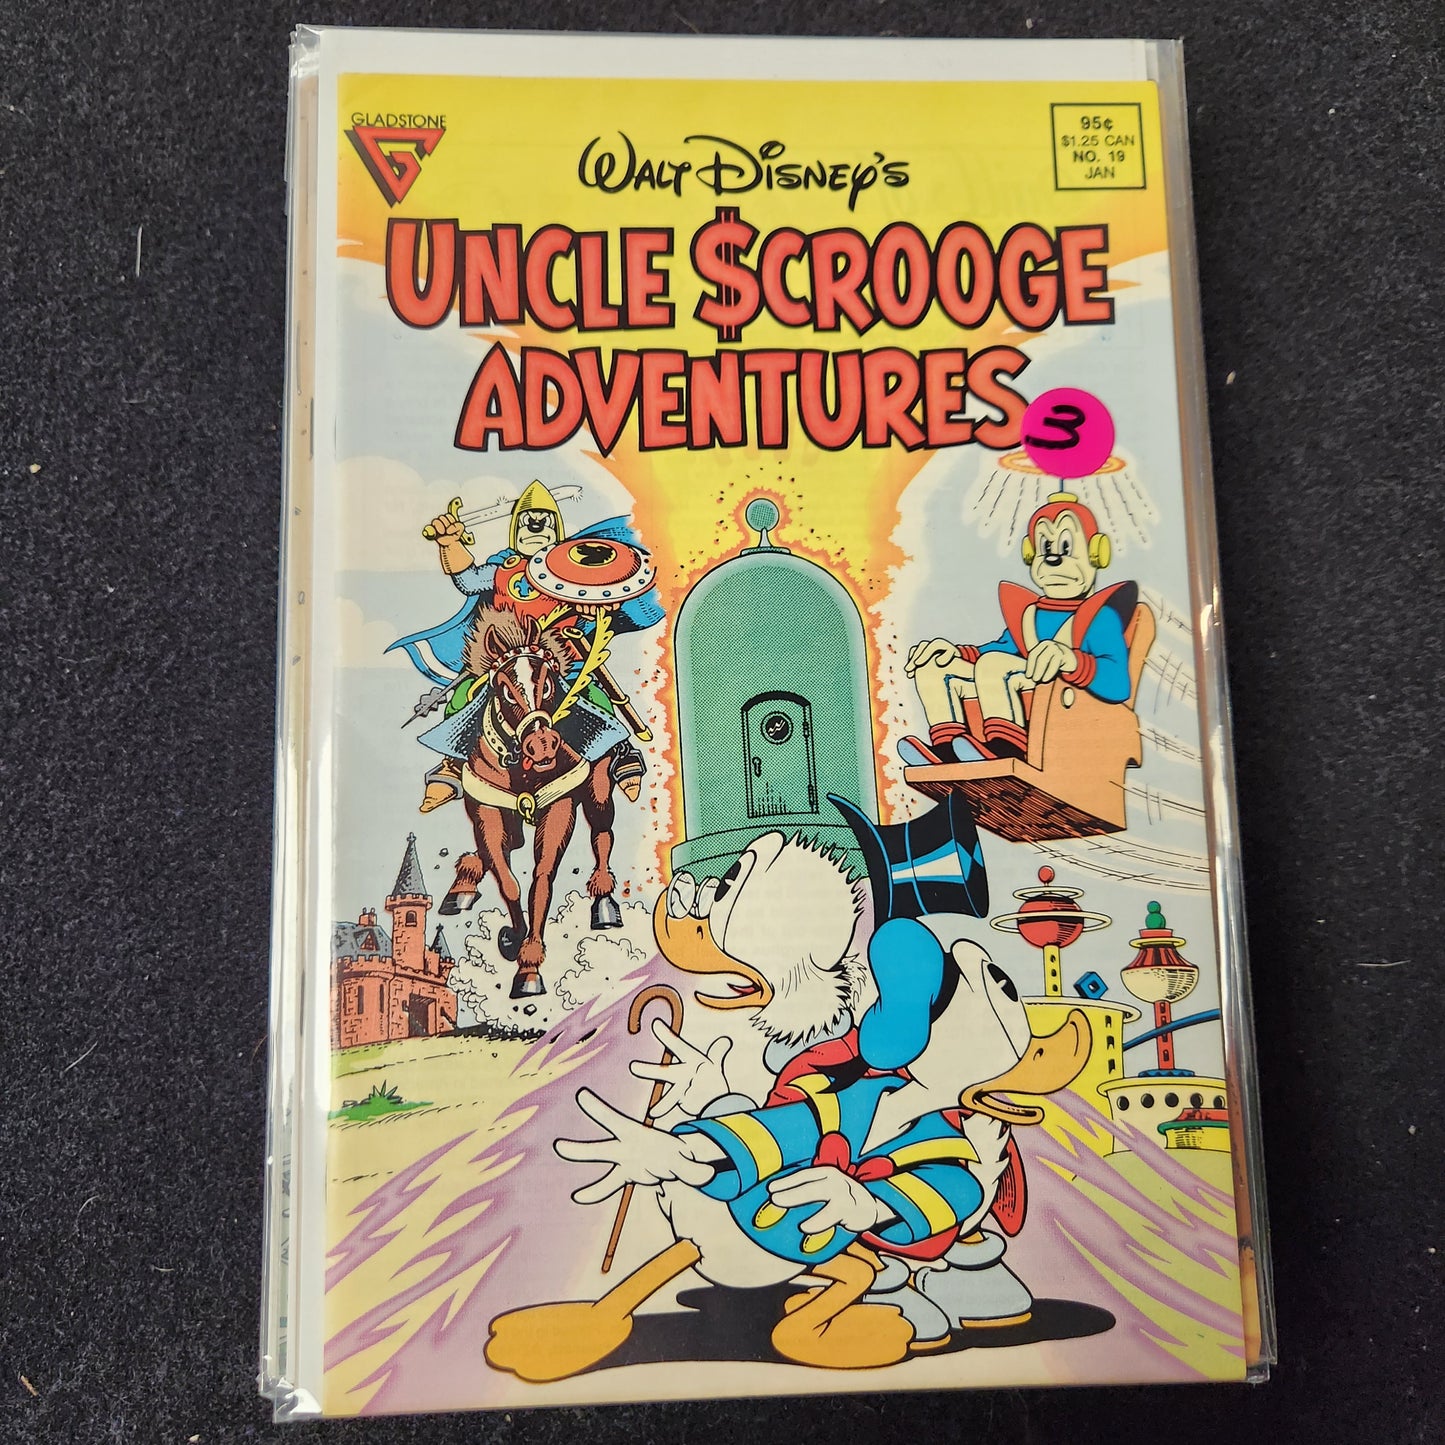 GLADSTONE
95¢
$1.25 CAN
NO. 19
JAN
WALT DISNEY'S
UNCLE $CROOGE
ADVENTURES
3